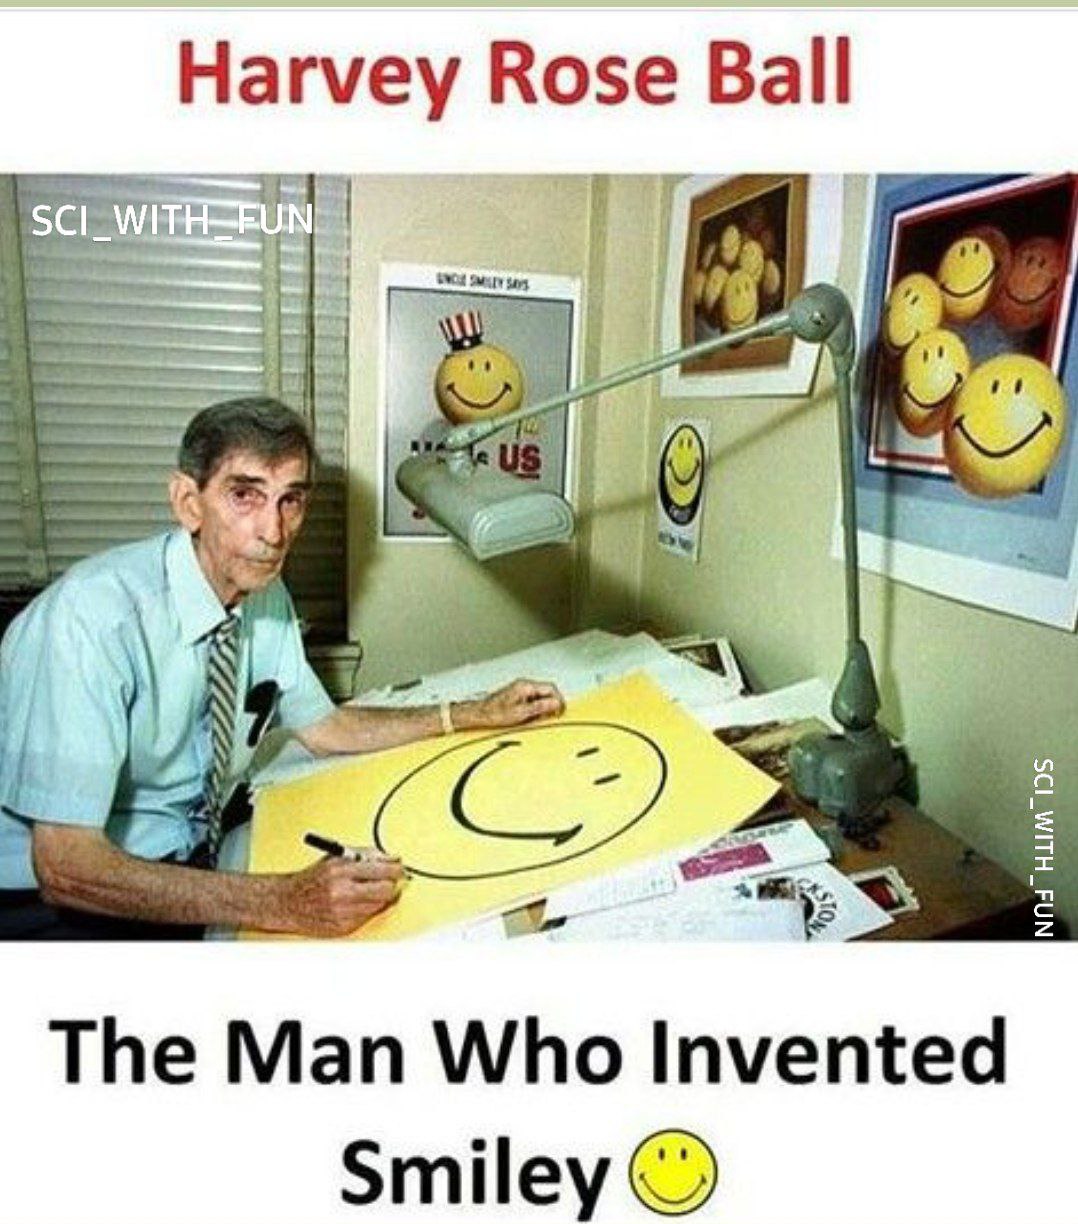 Harvey Rose Ball
SCI_WITH_FUN
UNCLE SMILEY SAYS
US
SCI_WITH_FUN
The Man Who Invented
Smiley